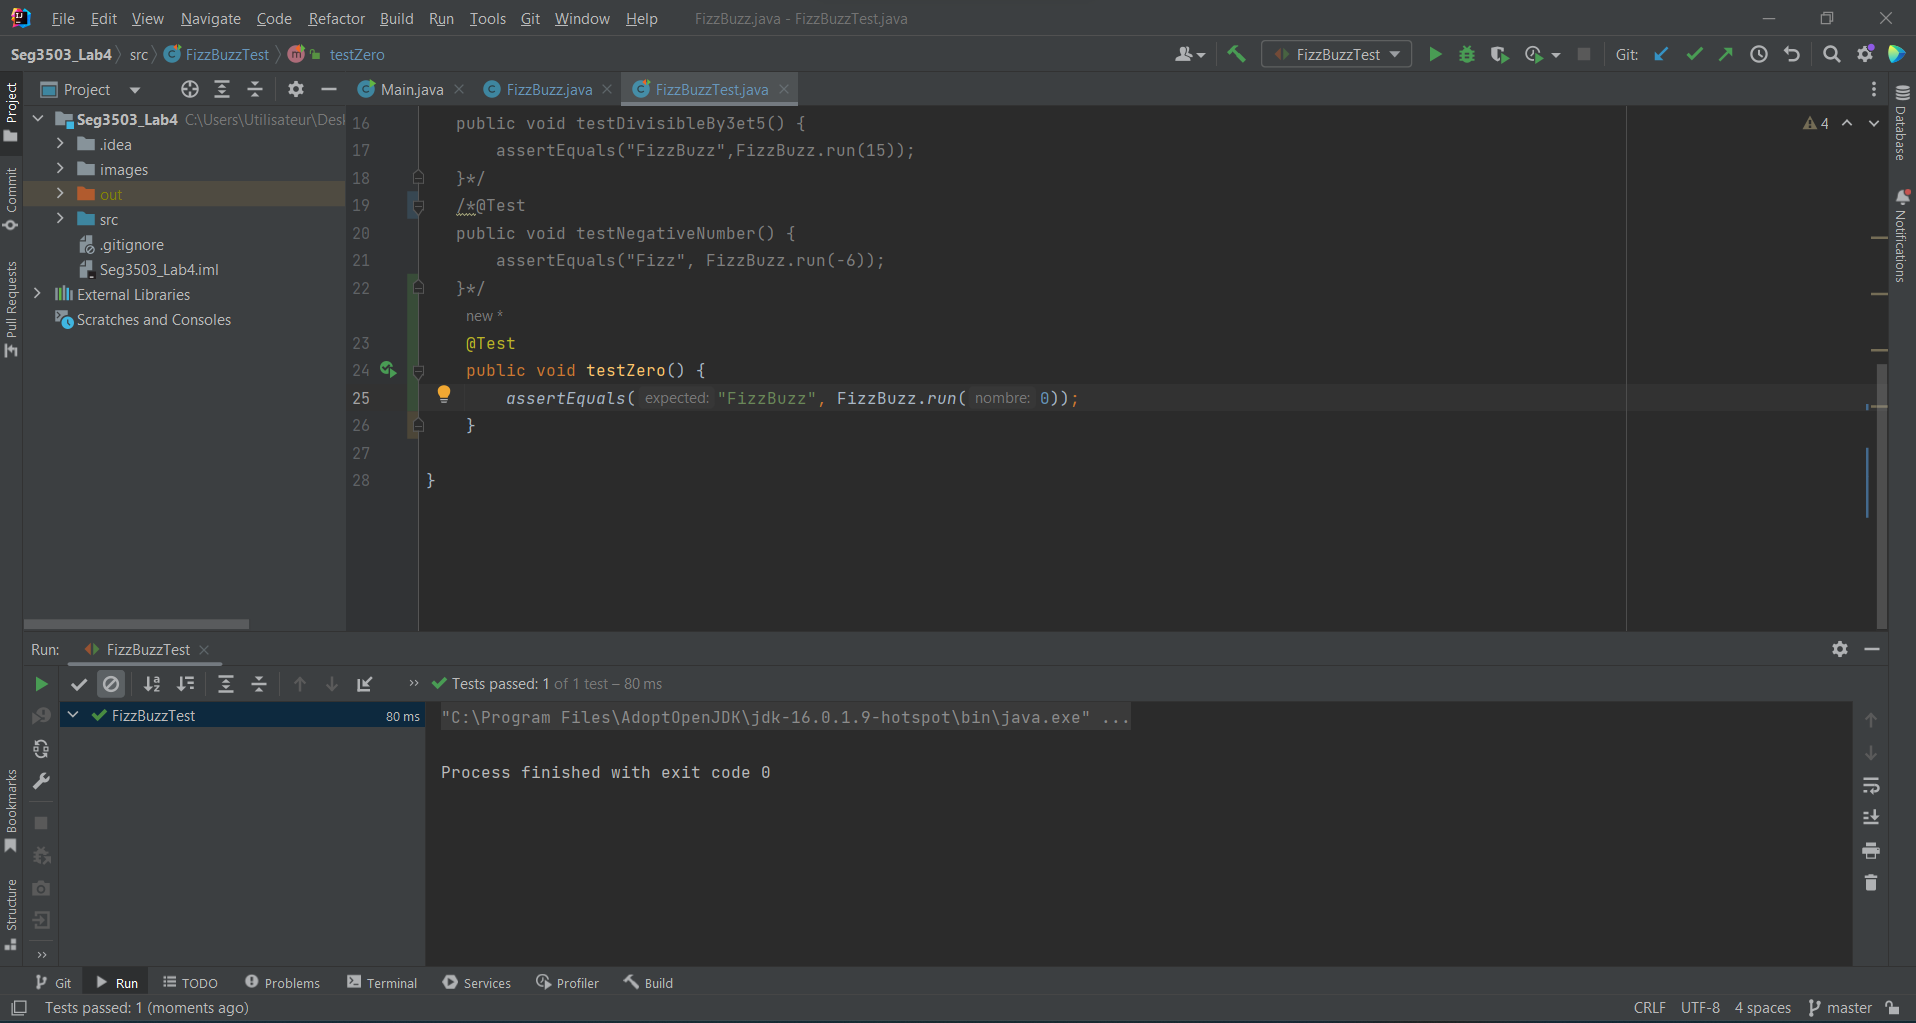 File Edit View Navigate Code Refactor Build Run Tools Git Window Help FizzBuzz.java - FizzBuzzTest.java
Seg3503_Lab4 src FizzBuzzTest testZero
FizzBuzzTest Git:
Project
Main.java FizzBuzz.java FizzBuzzTest.java
Project
Commit
Pull Requests
Bookmarks
Structure
Seg3503_Lab4 C:\Users\Utilisateur\Desk
.idea
images
out
src
.gitignore
Seg3503_Lab4.iml
External Libraries
Scratches and Consoles
16 public void testDivisibleBy3et5() {
17 assertEquals("FizzBuzz",FizzBuzz.run(15));
18 }*/
19 /*@Test
20 public void testNegativeNumber() {
21 assertEquals("Fizz", FizzBuzz.run(-6));
22 }*/
new *
23 @Test
24 public void testZero() {
25 assertEquals( expected: "FizzBuzz", FizzBuzz.run( nombre: 0));
26 }
27
28 }
4
Database
Notifications
Run: FizzBuzzTest
Tests passed: 1 of 1 test – 80 ms
FizzBuzzTest 80 ms
"C:\Program Files\AdoptOpenJDK\jdk-16.0.1.9-hotspot\bin\java.exe" ...
Process finished with exit code 0
Git Run TODO Problems Terminal Services Profiler Build
Tests passed: 1 (moments ago)
CRLF UTF-8 4 spaces master